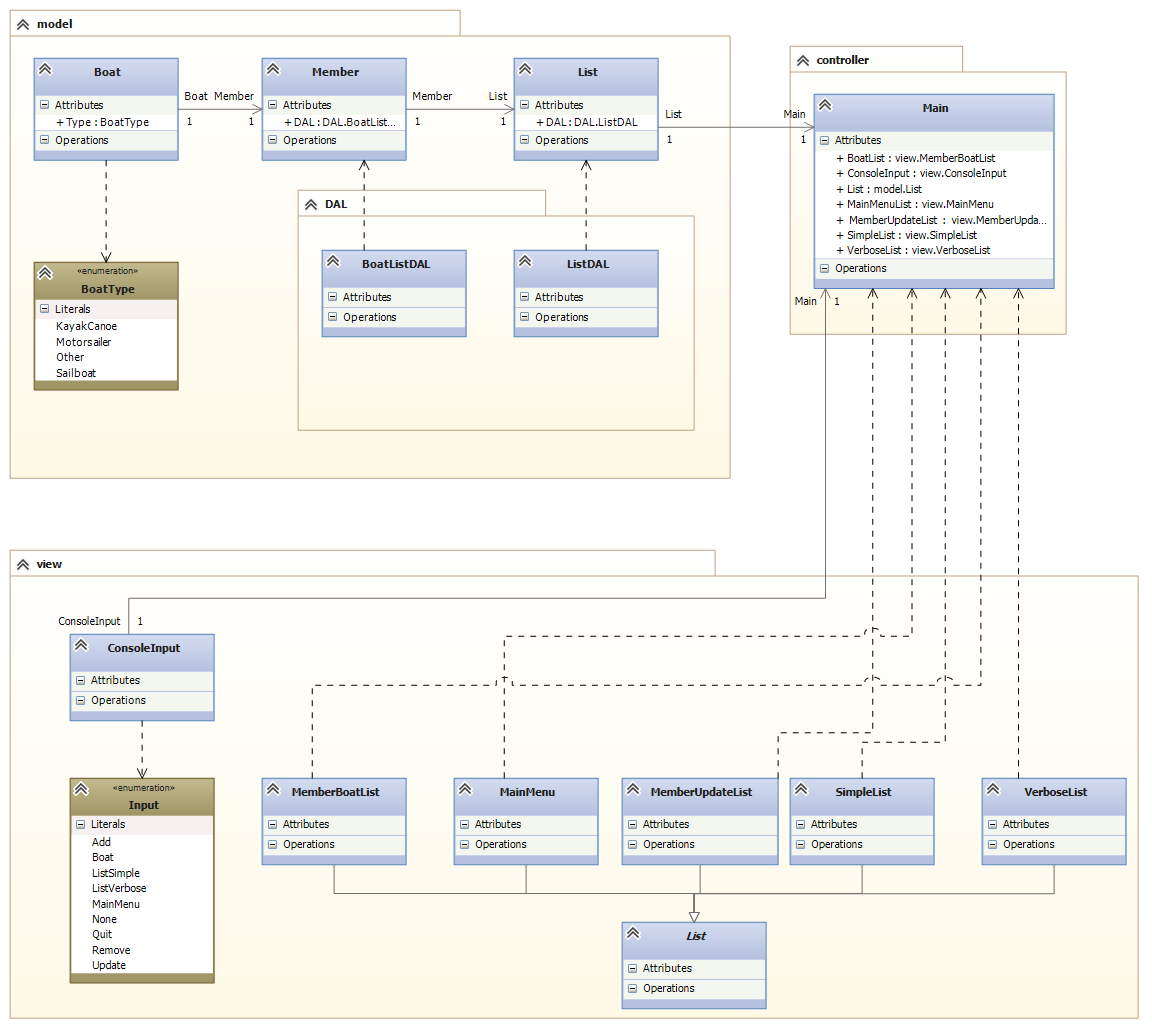 model
Boat
Attributes
+ Type : BoatType
Operations
Boat Member
1 1
Member
Attributes
+ DAL : DAL.BoatList...
Operations
Member List
1 1
List
Attributes
+ DAL : DAL.ListDAL
Operations
List Main
1 1
controller
Main
Attributes
+ BoatList : view.MemberBoatList
+ ConsoleInput : view.ConsoleInput
+ List : model.List
+ MainMenuList : view.MainMenu
+ MemberUpdateList : view.MemberUpda...
+ SimpleList : view.SimpleList
+ VerboseList : view.VerboseList
Operations
Main 1
«enumeration»
BoatType
Literals
KayakCanoe
Motorsailer
Other
Sailboat
DAL
BoatListDAL
Attributes
Operations
ListDAL
Attributes
Operations
view
ConsoleInput 1
ConsoleInput
Attributes
Operations
«enumeration»
Input
Literals
Add
Boat
ListSimple
ListVerbose
MainMenu
None
Quit
Remove
Update
MemberBoatList
Attributes
Operations
MainMenu
Attributes
Operations
MemberUpdateList
Attributes
Operations
SimpleList
Attributes
Operations
VerboseList
Attributes
Operations
List
Attributes
Operations